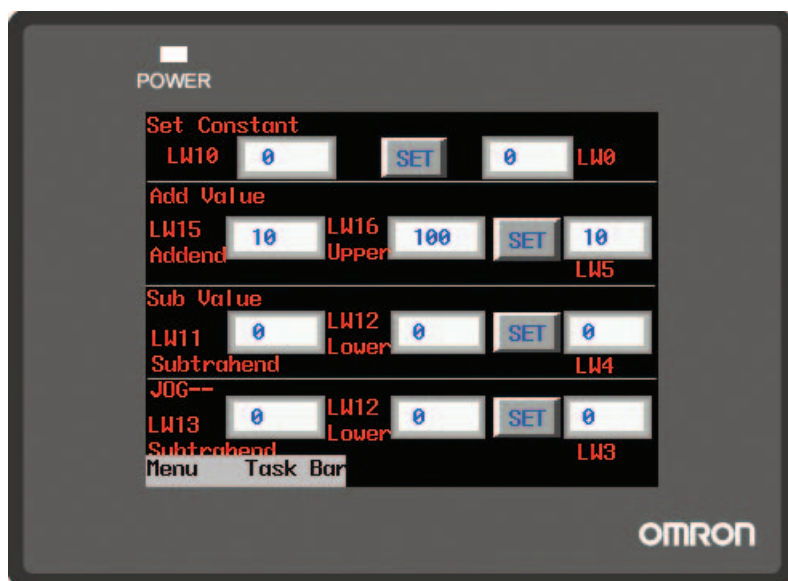 POWER
Set Constant
LW10 0 SET 0 LW0
Add Value
LW15 Addend 10 LW16 Upper 100 SET 10 LW5
Sub Value
LW11 Subtrahend 0 LW12 Lower 0 SET 0 LW4
JOG--
LW13 Subtrahend 0 LW12 Lower 0 SET 0 LW3
Menu Task Bar
OMRON